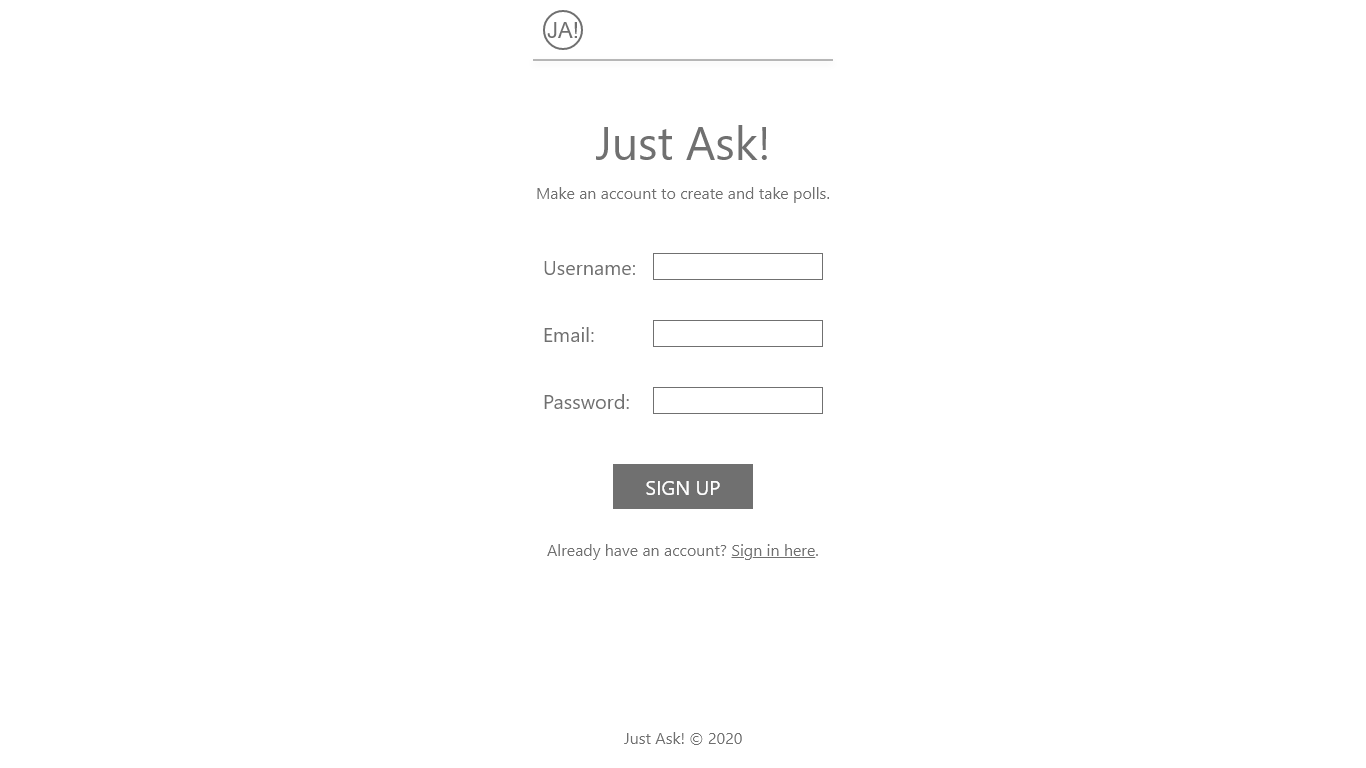 JA!
Just Ask!
Make an account to create and take polls.
Username:
Email:
Password:
SIGN UP
Already have an account? Sign in here.
Just Ask! © 2020